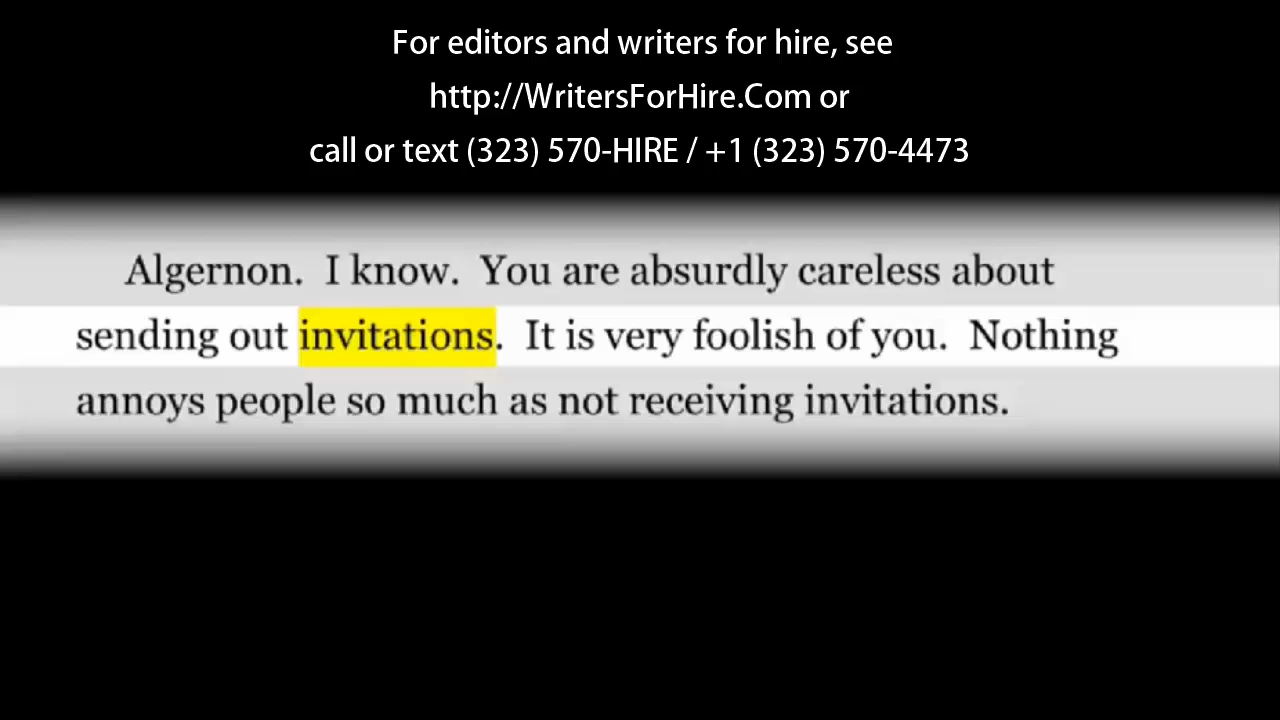 For editors and writers for hire, see
http://WritersForHire.Com or
call or text (323) 570-HIRE / +1 (323) 570-4473
Algernon.  I know.  You are absurdly careless about
sending out invitations.  It is very foolish of you.  Nothing
annoys people so much as not receiving invitations.